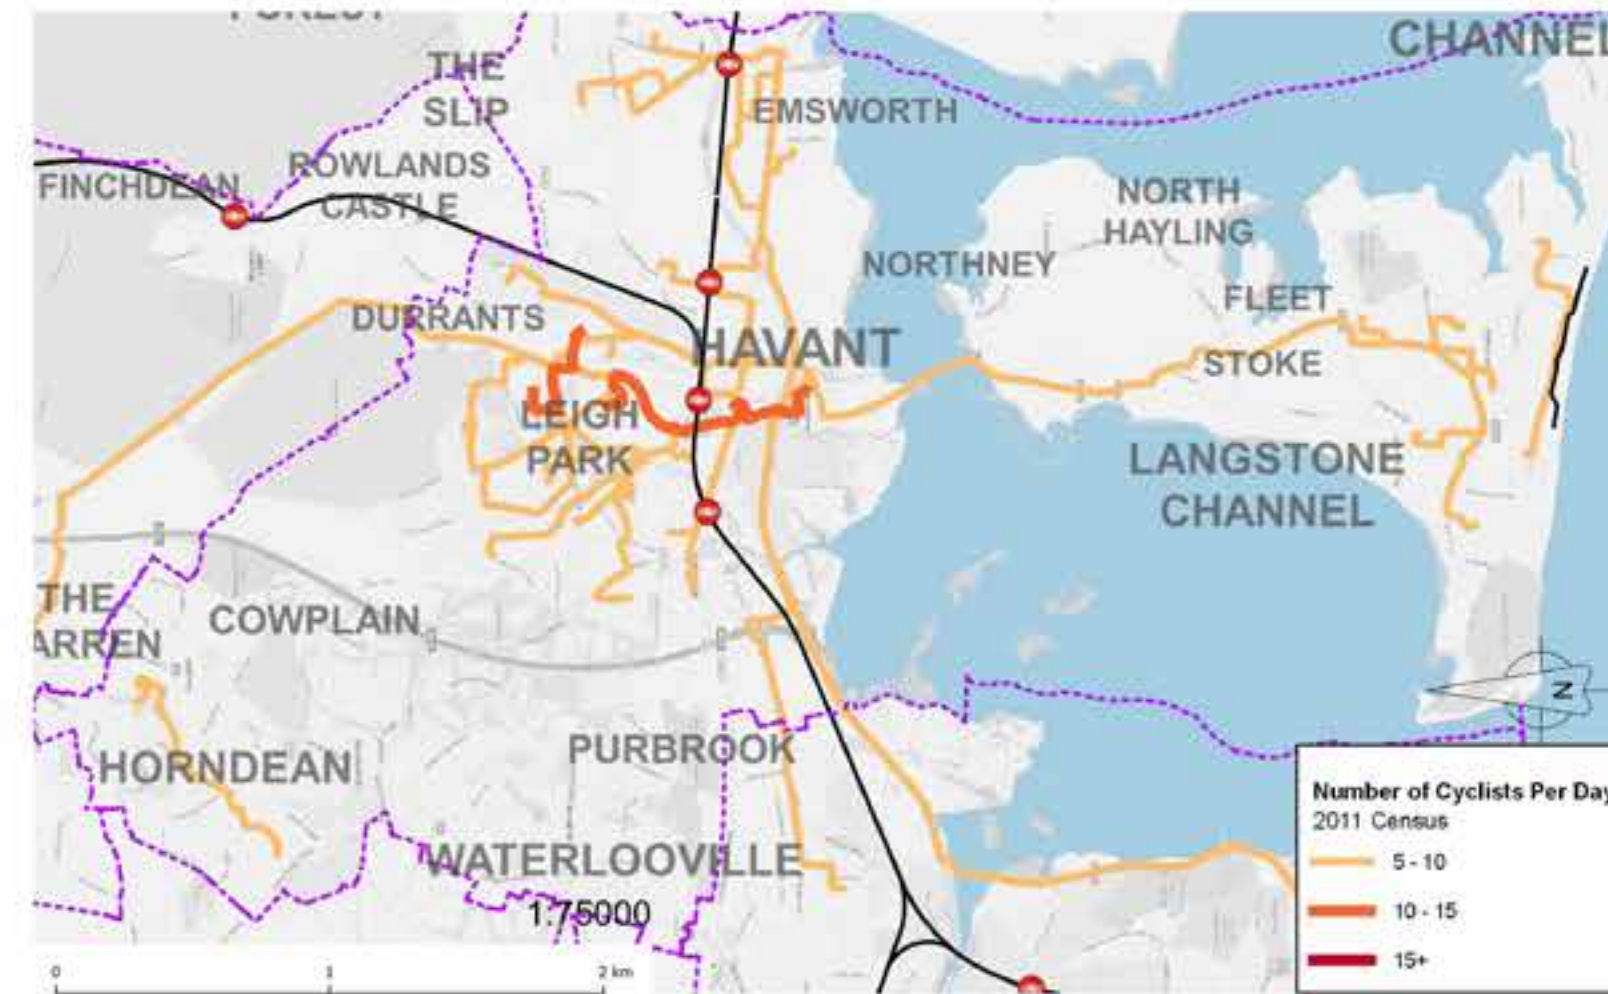 FOREST
CHANNEL
THE
SLIP
EMSWORTH
ROWLANDS
CASTLE
FINCHDEAN
NORTH
HAYLING
NORTHNEY
FLEET
DURRANTS
HAVANT
STOKE
LEIGH
PARK
LANGSTONE
CHANNEL
THE
ARREN
COWPLAIN
N
HORNDEAN
PURBROOK
WATERLOOVILLE
1:75000
0 1 2 km
Number of Cyclists Per Day
2011 Census
5 - 10
10 - 15
15+